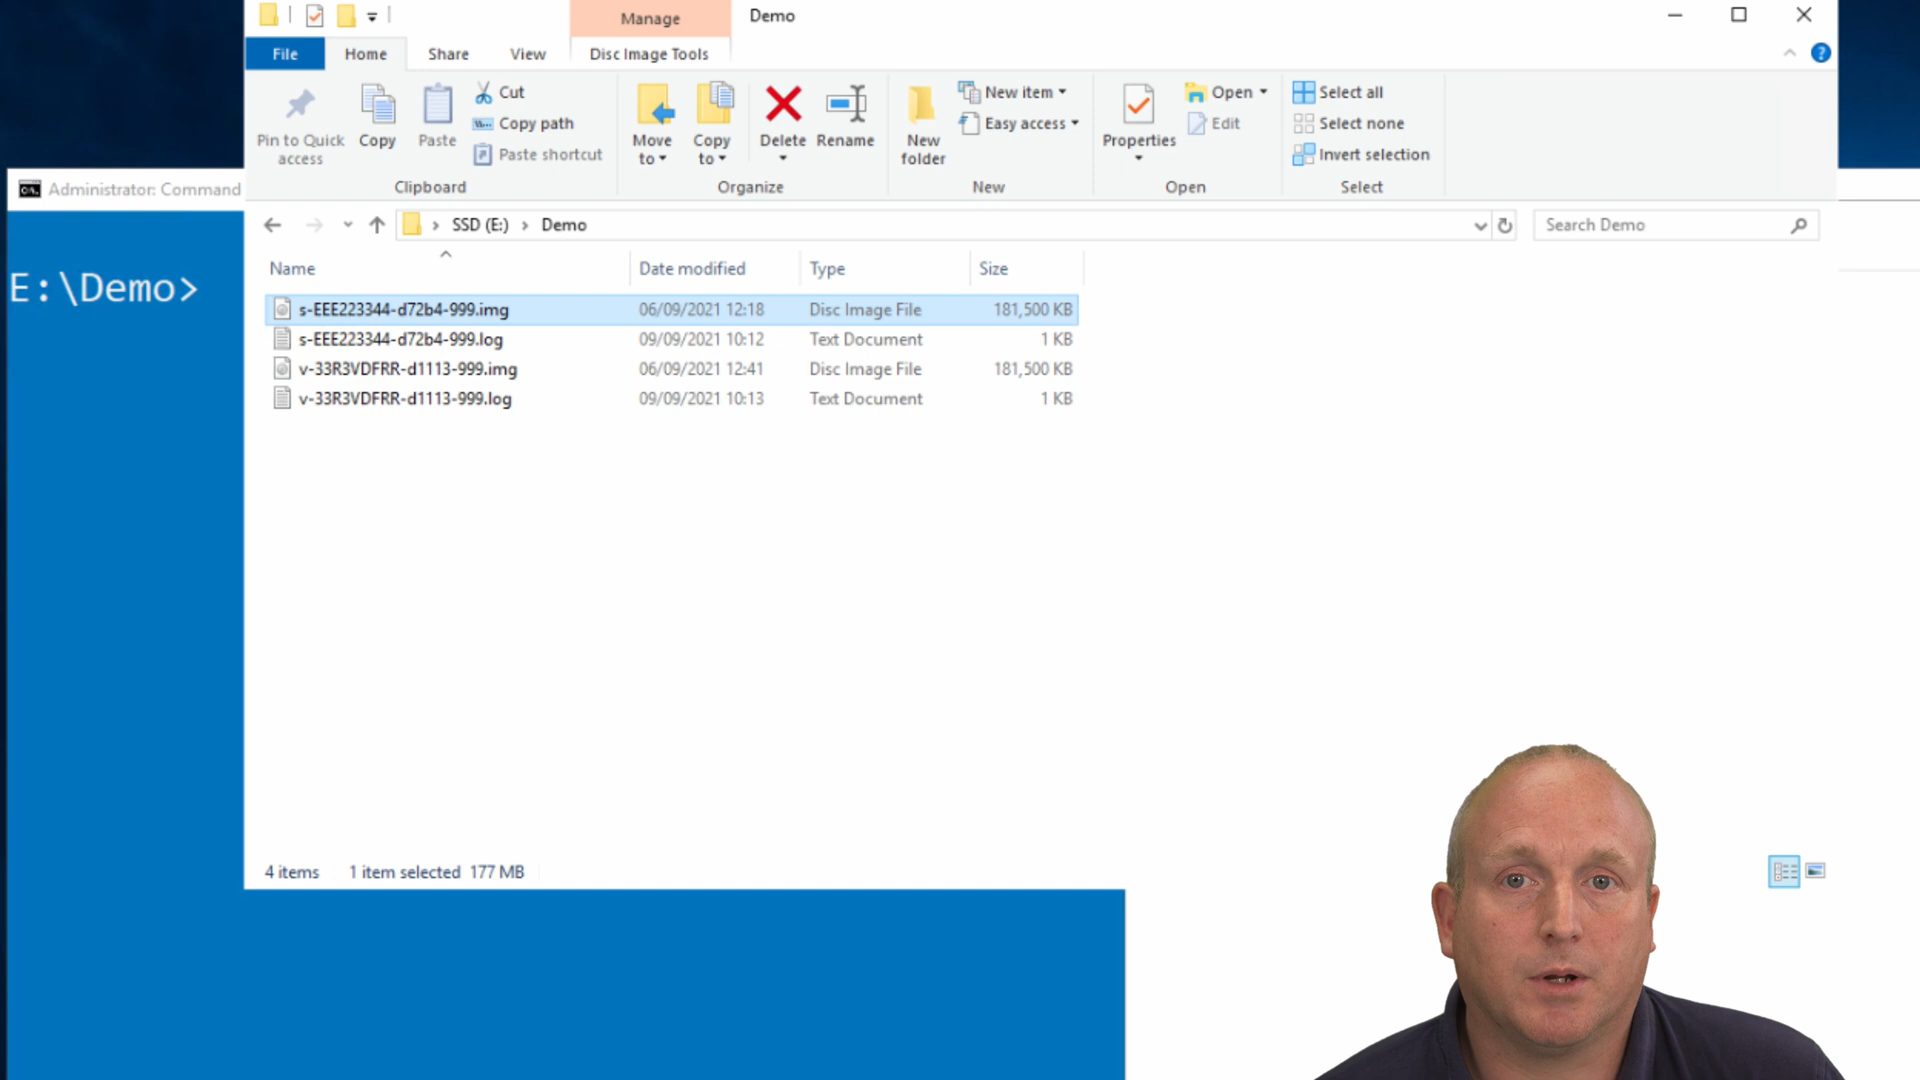 Manage
Demo
File
Home
Share
View
Disc Image Tools
?
Pin to Quick access
Copy
Paste
Cut
Copy path
Paste shortcut
Clipboard
Move to
Copy to
Delete
Rename
Organize
New folder
New item
Easy access
New
Properties
Open
Edit
Open
Select all
Select none
Invert selection
Select
Administrator: Command
SSD (E:) > Demo
Search Demo
E:\Demo>
Name Date modified Type Size
s-EEE223344-d72b4-999.img 06/09/2021 12:18 Disc Image File 181,500 KB
s-EEE223344-d72b4-999.log 09/09/2021 10:12 Text Document 1 KB
v-33R3VDFRR-d1113-999.img 06/09/2021 12:41 Disc Image File 181,500 KB
v-33R3VDFRR-d1113-999.log 09/09/2021 10:13 Text Document 1 KB
4 items 1 item selected 177 MB